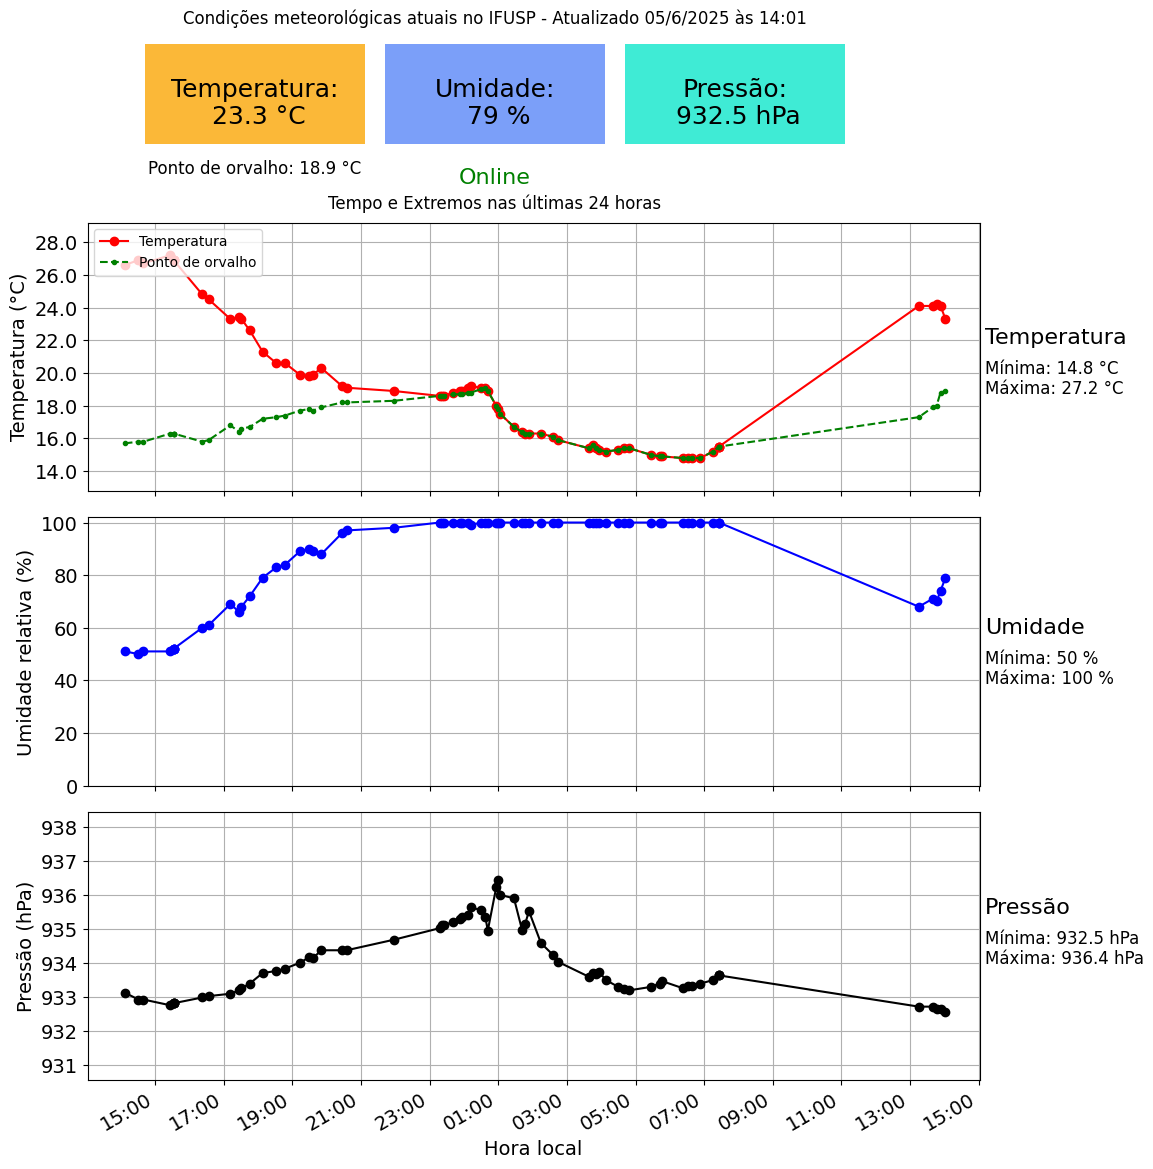 Condições meteorológicas atuais no IFUSP - Atualizado 05/6/2025 às 14:01
Temperatura:
23.3 °C
Umidade:
79 %
Pressão:
932.5 hPa
Ponto de orvalho: 18.9 °C
Online
Tempo e Extremos nas últimas 24 horas
Temperatura
Ponto de orvalho
Temperatura (°C)
28.0
26.0
24.0
22.0
20.0
18.0
16.0
14.0
Temperatura
Mínima: 14.8 °C
Máxima: 27.2 °C
Umidade relativa (%)
100
80
60
40
20
0
Umidade
Mínima: 50 %
Máxima: 100 %
Pressão (hPa)
938
937
936
935
934
933
932
931
Pressão
Mínima: 932.5 hPa
Máxima: 936.4 hPa
15:00 17:00 19:00 21:00 23:00 01:00 03:00 05:00 07:00 09:00 11:00 13:00 15:00
Hora local